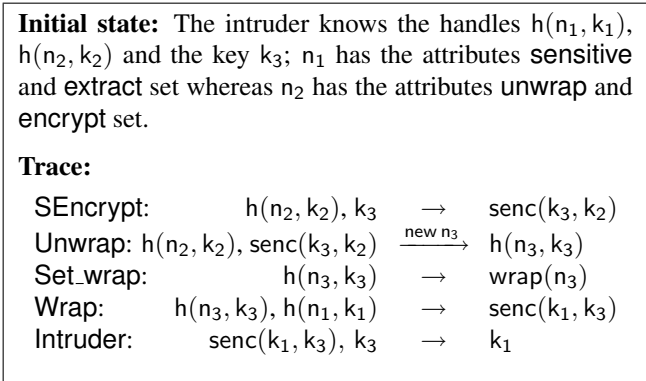 Initial state: The intruder knows the handles h(n₁, k₁),
h(n₂, k₂) and the key k₃; n₁ has the attributes sensitive
and extract set whereas n₂ has the attributes unwrap and
encrypt set.
Trace:
SEncrypt: h(n₂, k₂), k₃ → senc(k₃, k₂)
Unwrap: h(n₂, k₂), senc(k₃, k₂) —new n₃→ h(n₃, k₃)
Set_wrap: h(n₃, k₃) → wrap(n₃)
Wrap: h(n₃, k₃), h(n₁, k₁) → senc(k₁, k₃)
Intruder: senc(k₁, k₃), k₃ → k₁